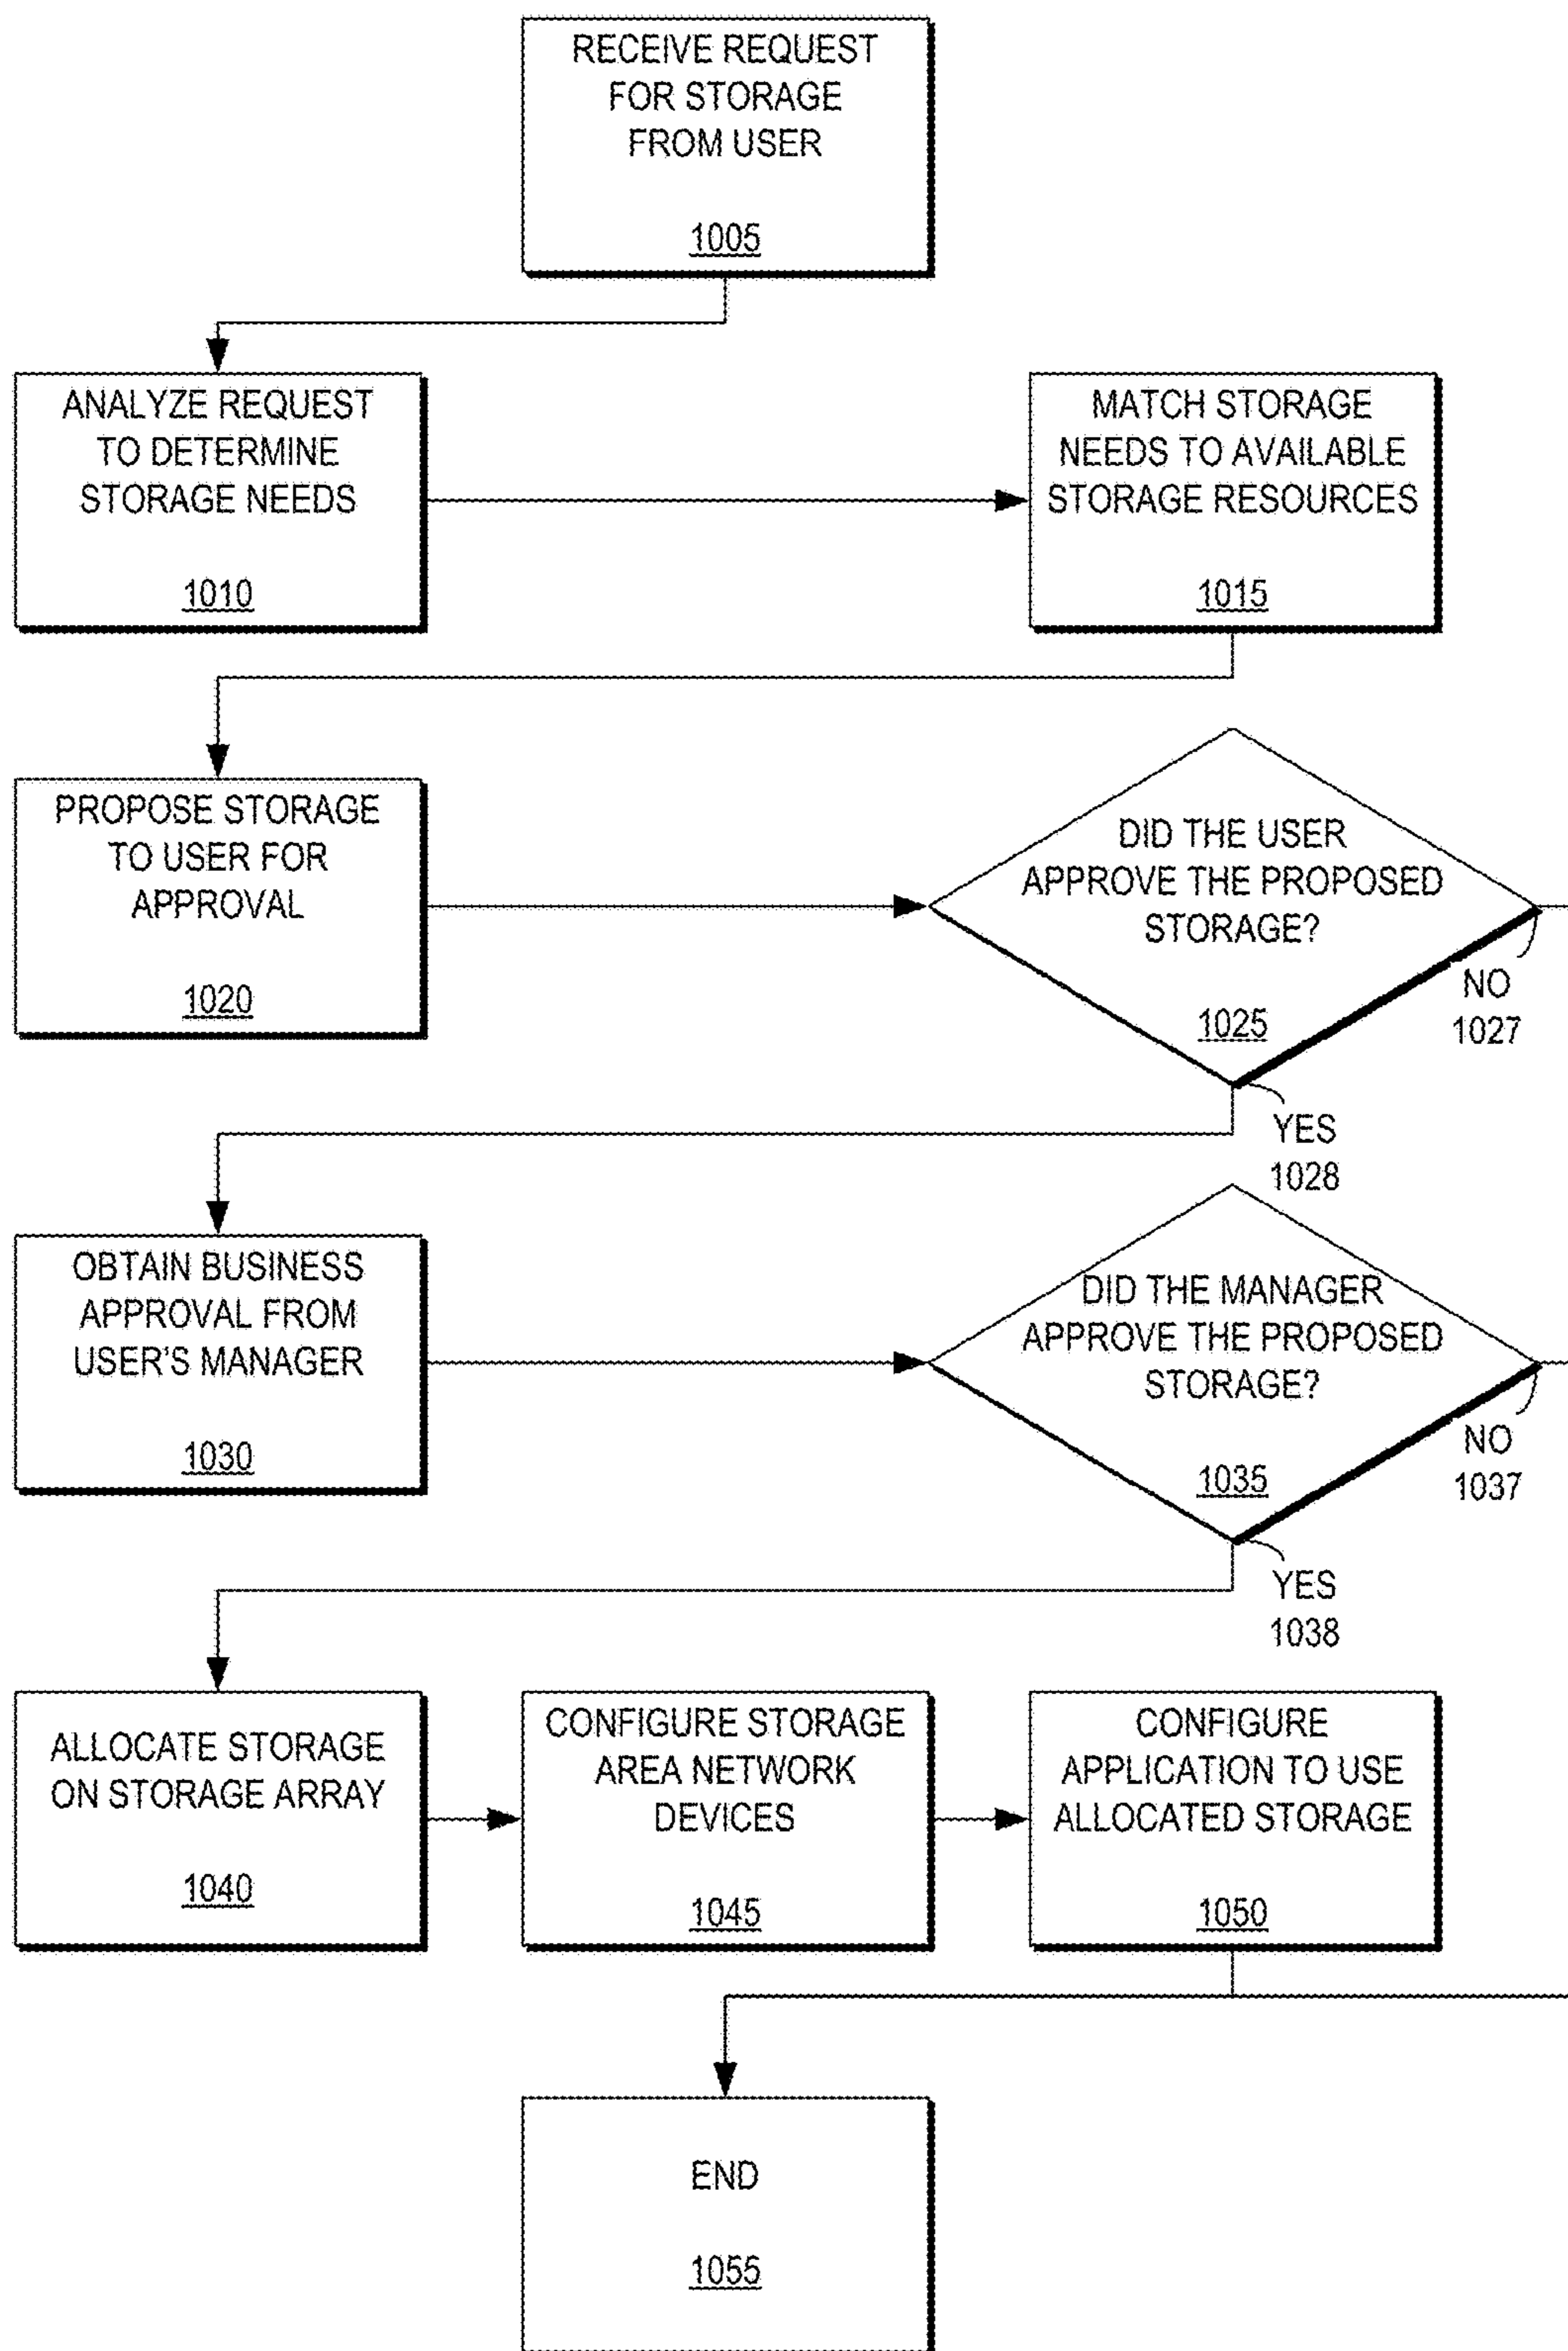 RECEIVE REQUEST
FOR STORAGE
FROM USER
1005
ANALYZE REQUEST
TO DETERMINE
STORAGE NEEDS
1010
MATCH STORAGE
NEEDS TO AVAILABLE
STORAGE RESOURCES
1015
PROPOSE STORAGE
TO USER FOR
APPROVAL
1020
DID THE USER
APPROVE THE PROPOSED
STORAGE?
1025
NO
1027
YES
1028
OBTAIN BUSINESS
APPROVAL FROM
USER'S MANAGER
1030
DID THE MANAGER
APPROVE THE PROPOSED
STORAGE?
1035
NO
1037
YES
1038
ALLOCATE STORAGE
ON STORAGE ARRAY
1040
CONFIGURE STORAGE
AREA NETWORK
DEVICES
1045
CONFIGURE
APPLICATION TO USE
ALLOCATED STORAGE
1050
END
1055